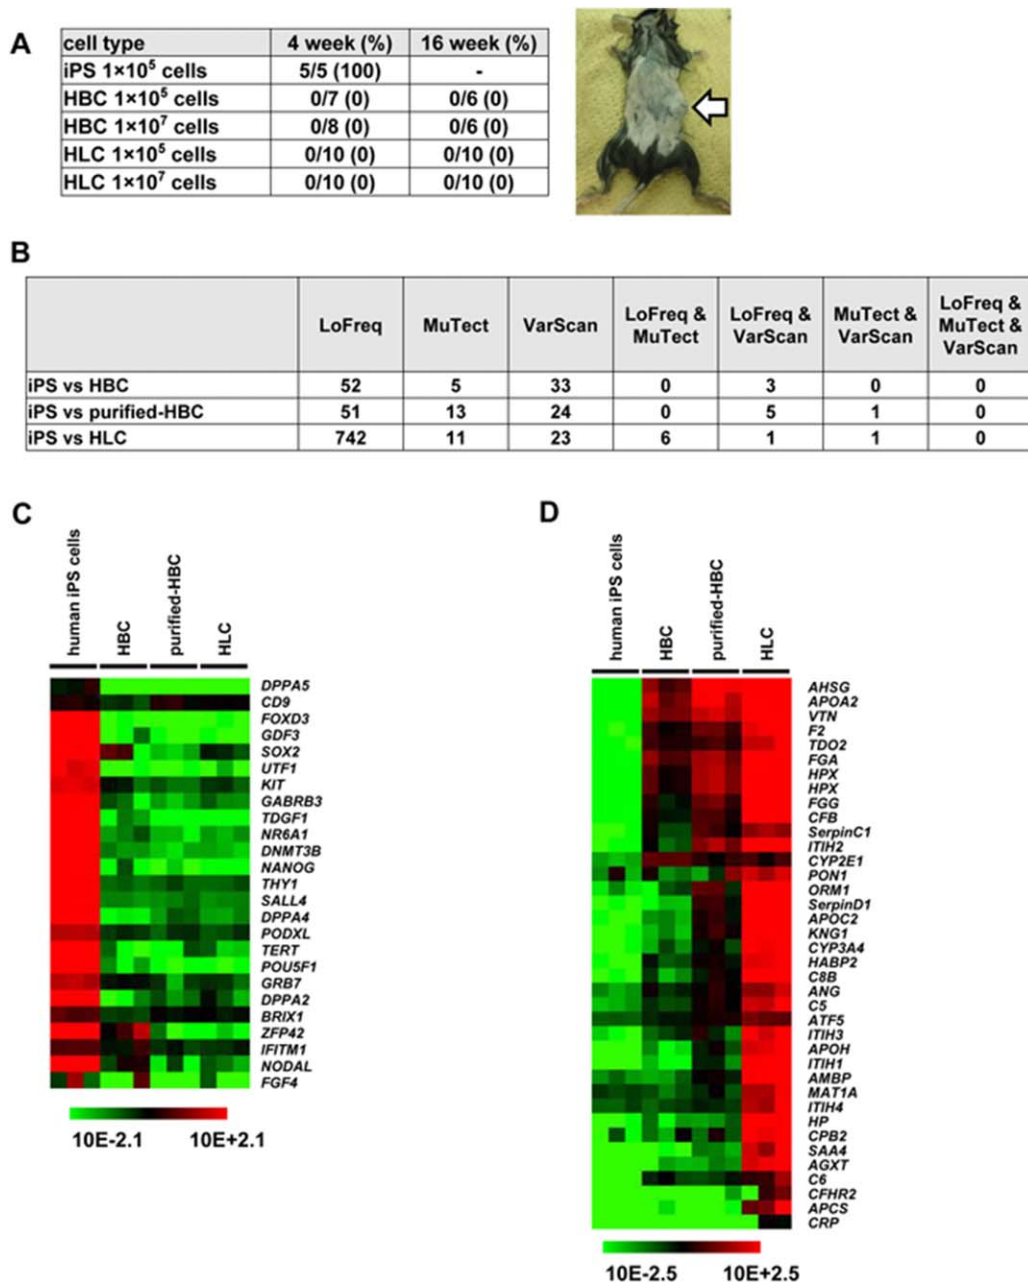 A
cell type 4 week (%) 16 week (%)
iPS 1×10⁵ cells 5/5 (100) -
HBC 1×10⁵ cells 0/7 (0) 0/6 (0)
HBC 1×10⁷ cells 0/8 (0) 0/6 (0)
HLC 1×10⁵ cells 0/10 (0) 0/10 (0)
HLC 1×10⁷ cells 0/10 (0) 0/10 (0)
B
LoFreq MuTect VarScan LoFreq & MuTect LoFreq & VarScan MuTect & VarScan LoFreq & MuTect & VarScan
iPS vs HBC 52 5 33 0 3 0 0
iPS vs purified-HBC 51 13 24 0 5 1 0
iPS vs HLC 742 11 23 6 1 1 0
C
human iPS cells
HBC
purified-HBC
HLC
DPPA5
CD9
FOXD3
GDF3
SOX2
UTF1
KIT
GABRB3
TDGF1
NR6A1
DNMT3B
NANOG
THY1
SALL4
DPPA4
PODXL
TERT
POU5F1
GRB7
DPPA2
BRIX1
ZFP42
IFITM1
NODAL
FGF4
10E-2.1 10E+2.1
D
human iPS cells
HBC
purified-HBC
HLC
AHSG
APOA2
VTN
F2
TDO2
FGA
HPX
HPX
FGG
CFB
SerpinC1
ITIH2
CYP2E1
PON1
ORM1
SerpinD1
APOC2
KNG1
CYP3A4
HABP2
C8B
ANG
C5
ATF5
ITIH3
APOH
ITIH1
AMBP
MAT1A
ITIH4
HP
CPB2
SAA4
AGXT
C6
CFHR2
APCS
CRP
10E-2.5 10E+2.5